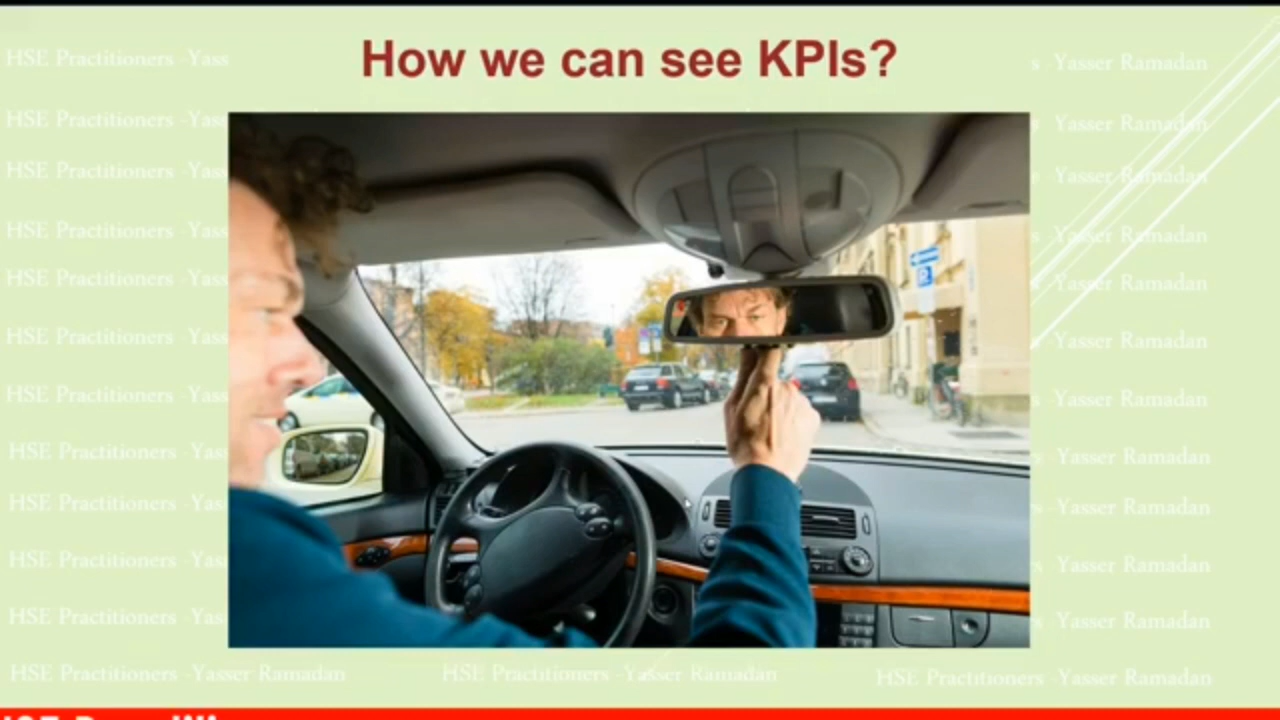 How we can see KPIs?
HSE Practitioners -Yass
Yasser Ramadan
HSE Practitioners -Yass
Yasser Ramadan
HSE Practitioners -Yass
Yasser Ramadan
HSE Practitioners -Yass
Yasser Ramadan
HSE Practitioners -Yass
Yasser Ramadan
HSE Practitioners -Yass
Yasser Ramadan
HSE Practitioners -Yass
Yasser Ramadan
HSE Practitioners -Yass
Yasser Ramadan
HSE Practitioners -Yass
Yasser Ramadan
HSE Practitioners -Yass
Yasser Ramadan
HSE Practitioners -Yass
Yasser Ramadan
HSE Practitioners -Yasser Ramadan
HSE Practitioners -Yasser Ramadan
HSE Practitioners -Yasser Ramadan
P